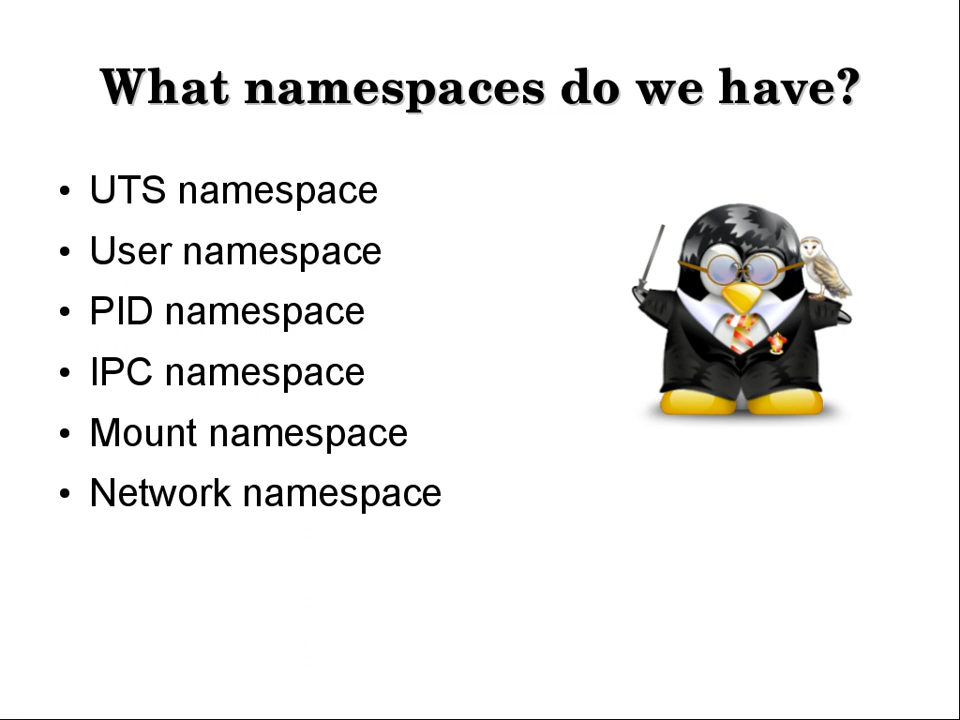 What namespaces do we have?
• UTS namespace
• User namespace
• PID namespace
• IPC namespace
• Mount namespace
• Network namespace